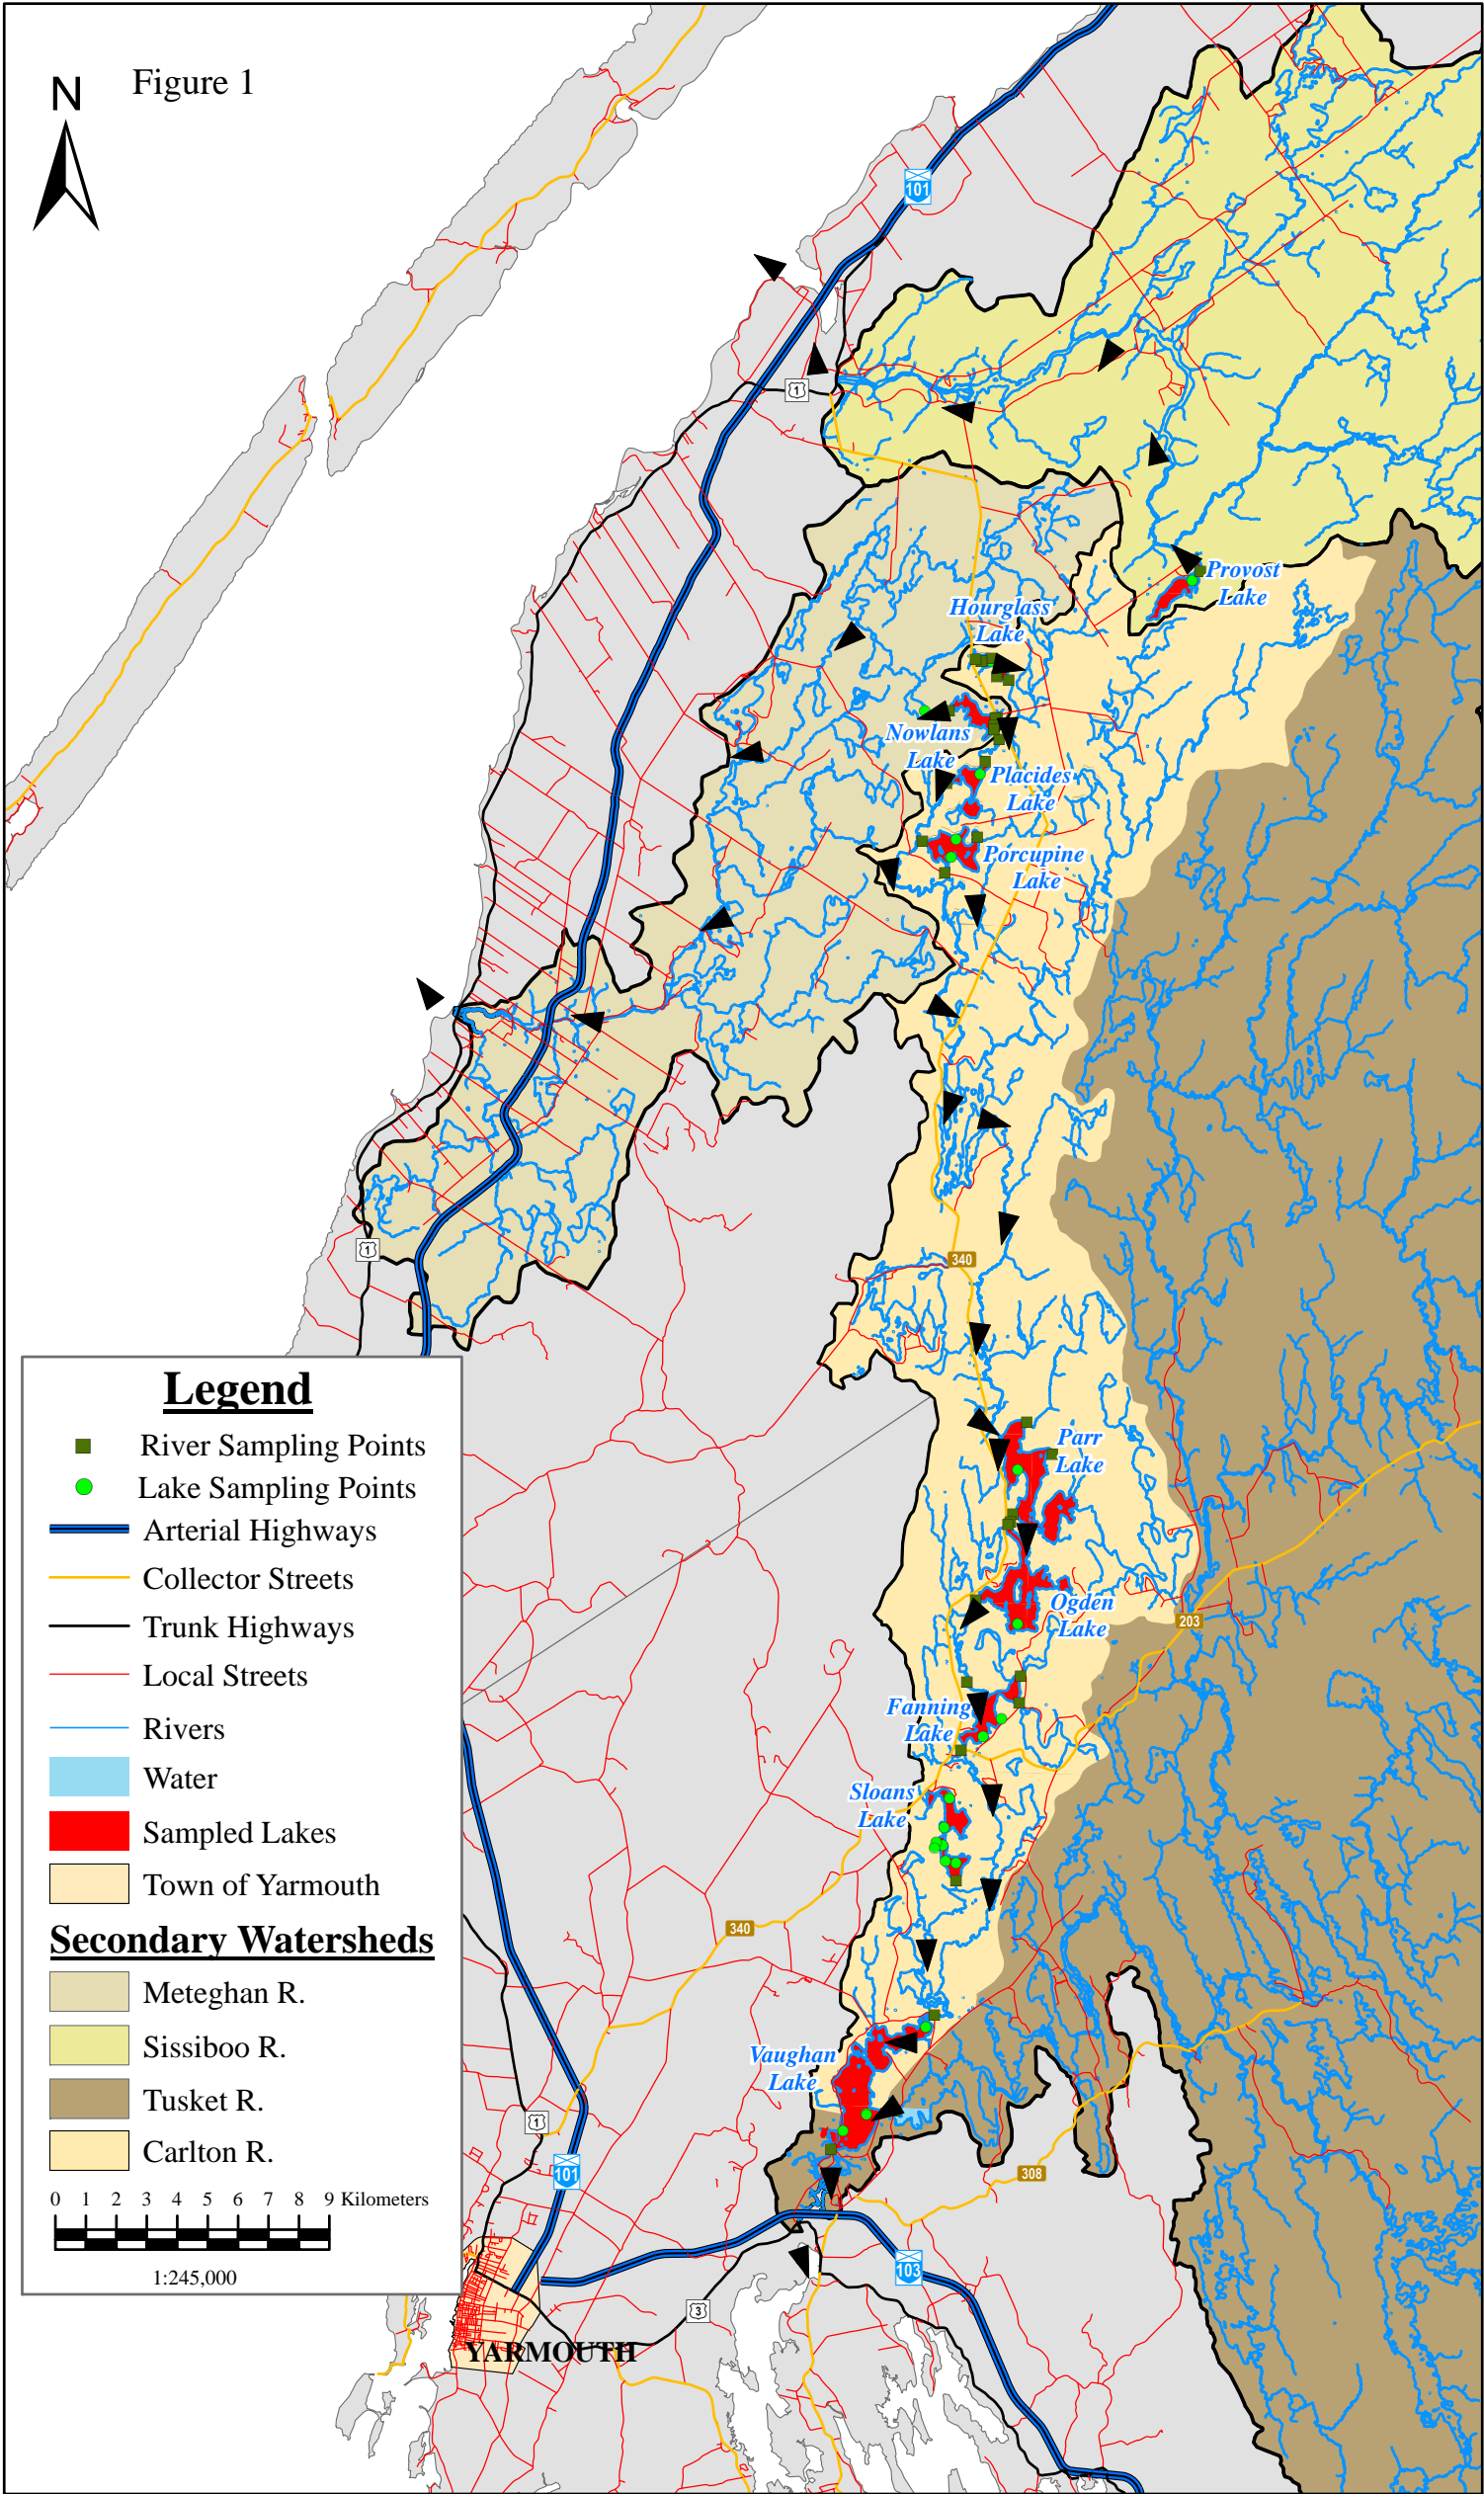 Figure 1
N
101
1
Provost
Lake
Hourglass
Lake
Nowlans
Lake
Placides
Lake
Porcupine
Lake
1
340
Parr
Lake
Ogden
Lake
203
Fanning
Lake
Sloans
Lake
340
Vaughan
Lake
1
101
308
103
3
YARMOUTH
Legend
River Sampling Points
Lake Sampling Points
Arterial Highways
Collector Streets
Trunk Highways
Local Streets
Rivers
Water
Sampled Lakes
Town of Yarmouth
Secondary Watersheds
Meteghan R.
Sissiboo R.
Tusket R.
Carlton R.
0 1 2 3 4 5 6 7 8 9 Kilometers
1:245,000